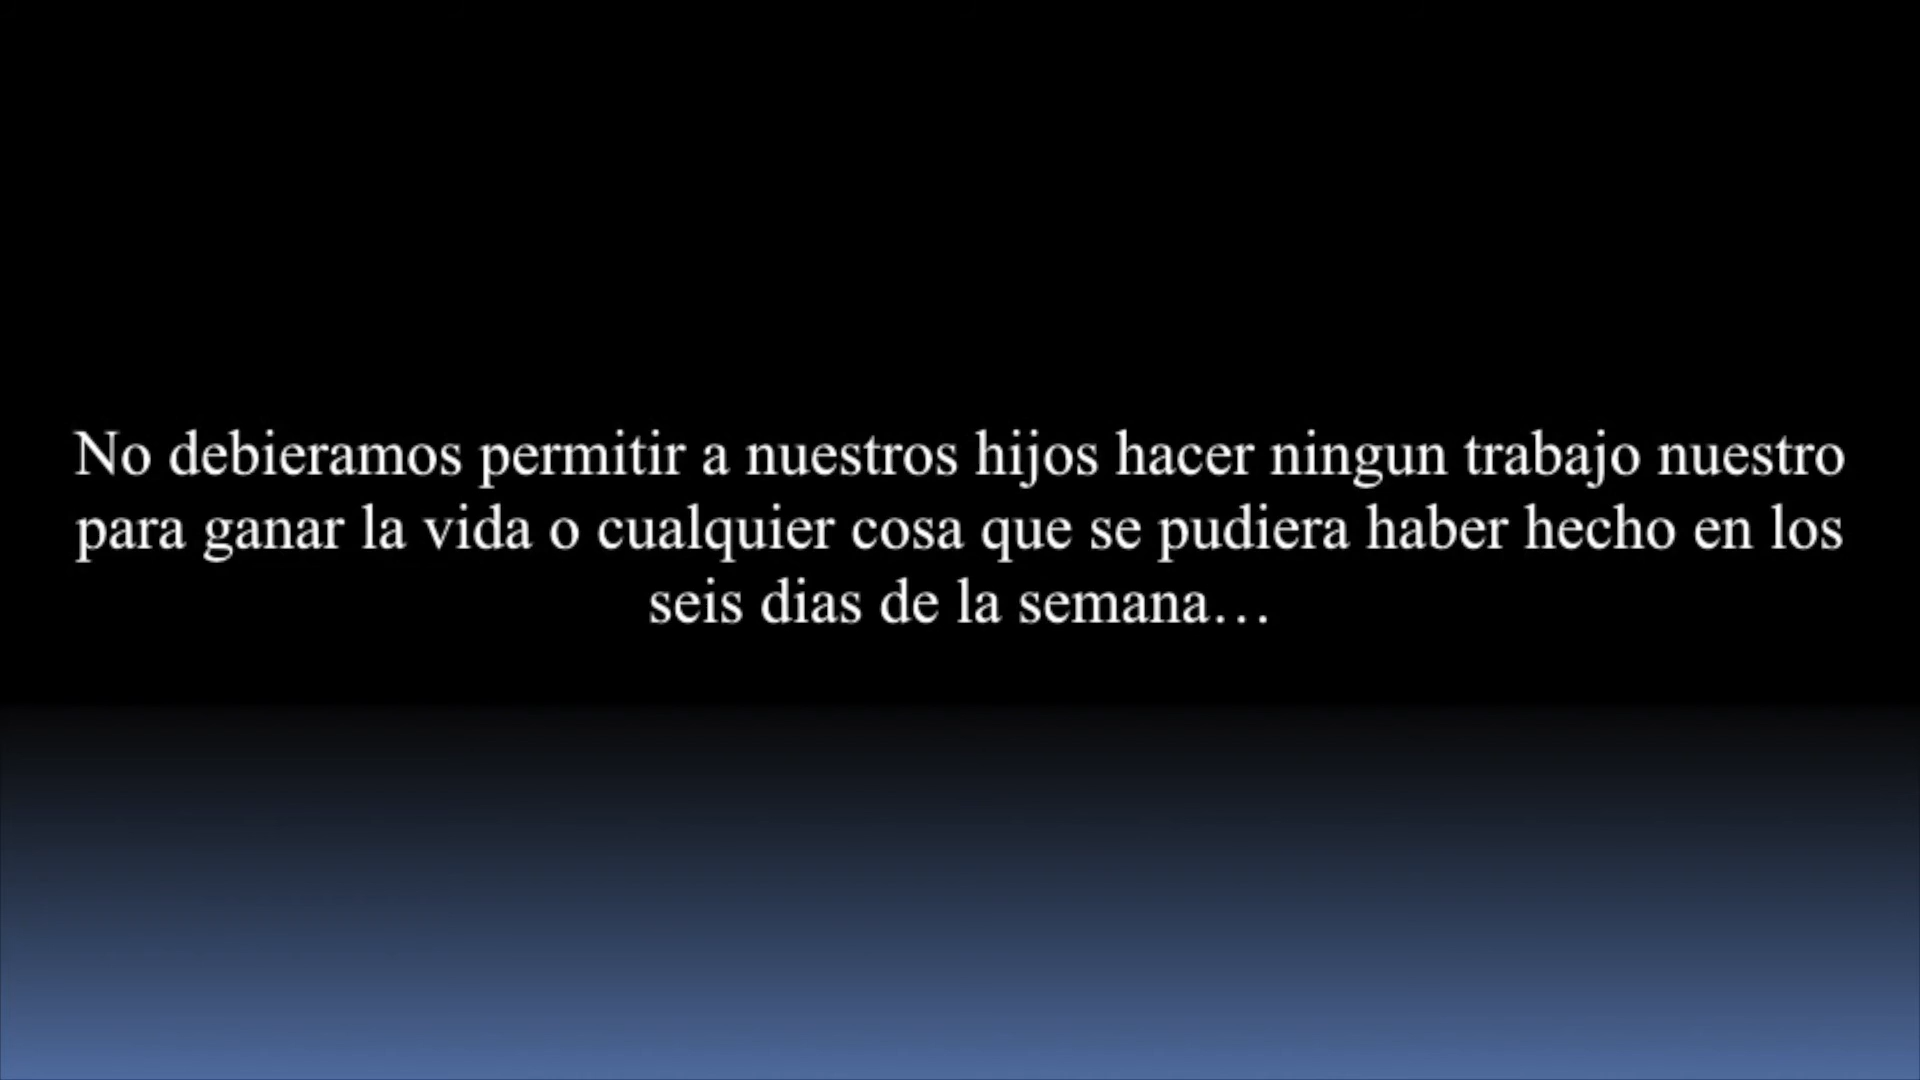 No debieramos permitir a nuestros hijos hacer ningun trabajo nuestro
para ganar la vida o cualquier cosa que se pudiera haber hecho en los
seis dias de la semana…